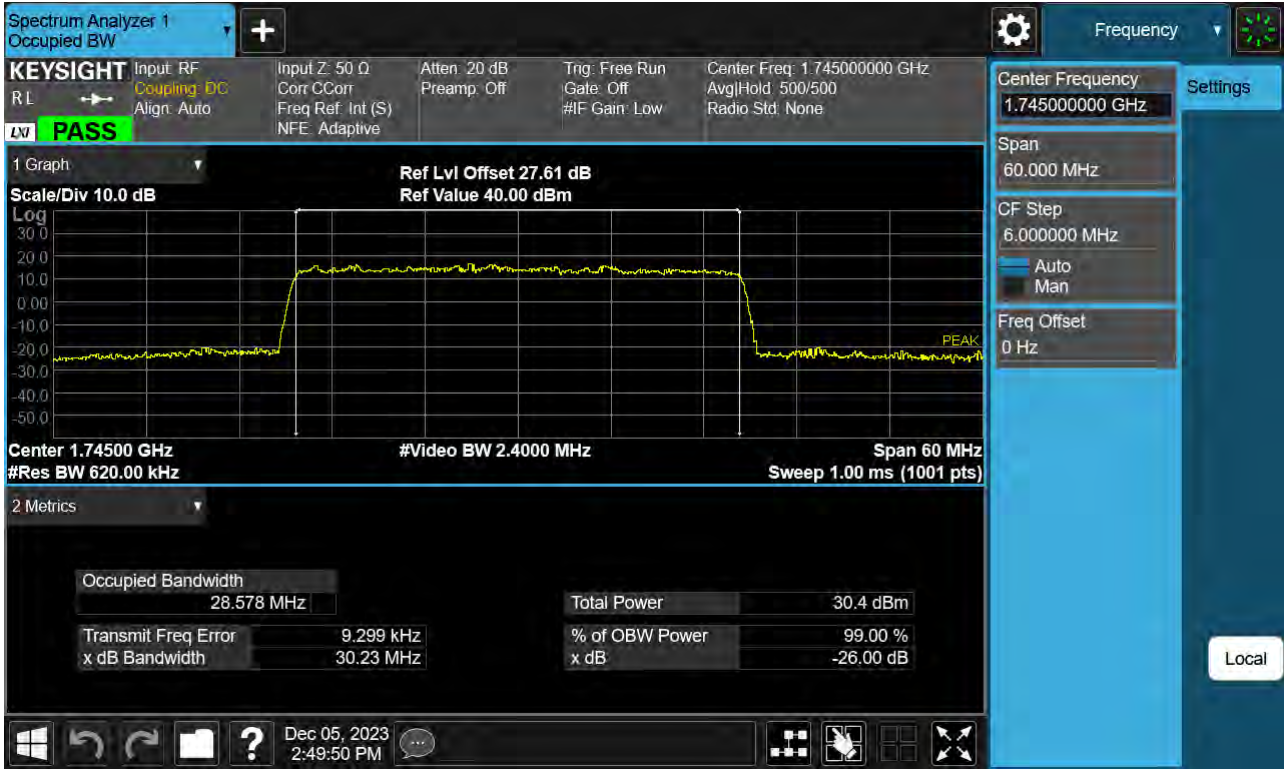 Spectrum Analyzer 1
Occupied BW
+
Frequency
KEYSIGHT
R L
LXI
PASS
Input: RF
Coupling: DC
Align: Auto
Input Z: 50 Ω
Corr CCorr
Freq Ref: Int (S)
NFE: Adaptive
Atten: 20 dB
Preamp: Off
Trig: Free Run
Gate: Off
#IF Gain: Low
Center Freq: 1.745000000 GHz
Avg|Hold: 500/500
Radio Std: None
1 Graph
Scale/Div 10.0 dB
Ref Lvl Offset 27.61 dB
Ref Value 40.00 dBm
Log
30.0
20.0
10.0
0.00
-10.0
-20.0
-30.0
-40.0
-50.0
PEAK
Center 1.74500 GHz
#Video BW 2.4000 MHz
Span 60 MHz
#Res BW 620.00 kHz
Sweep 1.00 ms (1001 pts)
2 Metrics
Occupied Bandwidth
28.578 MHz
Total Power 30.4 dBm
Transmit Freq Error 9.299 kHz
% of OBW Power 99.00 %
x dB Bandwidth 30.23 MHz
x dB -26.00 dB
Center Frequency
1.745000000 GHz
Settings
Span
60.000 MHz
CF Step
6.000000 MHz
Auto
Man
Freq Offset
0 Hz
Local
?
Dec 05, 2023
2:49:50 PM